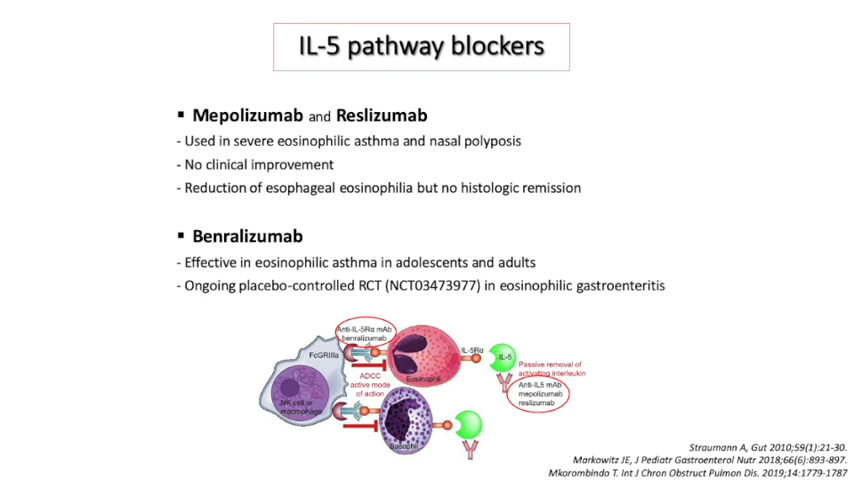 IL-5 pathway blockers
▪ Mepolizumab and Reslizumab
- Used in severe eosinophilic asthma and nasal polyposis
- No clinical improvement
- Reduction of esophageal eosinophilia but no histologic remission
▪ Benralizumab
- Effective in eosinophilic asthma in adolescents and adults
- Ongoing placebo-controlled RCT (NCT03473977) in eosinophilic gastroenteritis
Anti-IL-5Rα mAb
benralizumab
FcGRIIIa
IL-5Rα
IL-5
Passive removal of
activating interleukin
ADCC
active mode
of action
Eosinophil
Anti-IL5 mAb
mepolizumab
reslizumab
NK cell or
macrophage
Basophil
Straumann A, Gut 2010;59(1):21-30.
Markowitz JE, J Pediatr Gastroenterol Nutr 2018;66(6):893-897.
Mkorombindo T. Int J Chron Obstruct Pulmon Dis. 2019;14:1779-1787